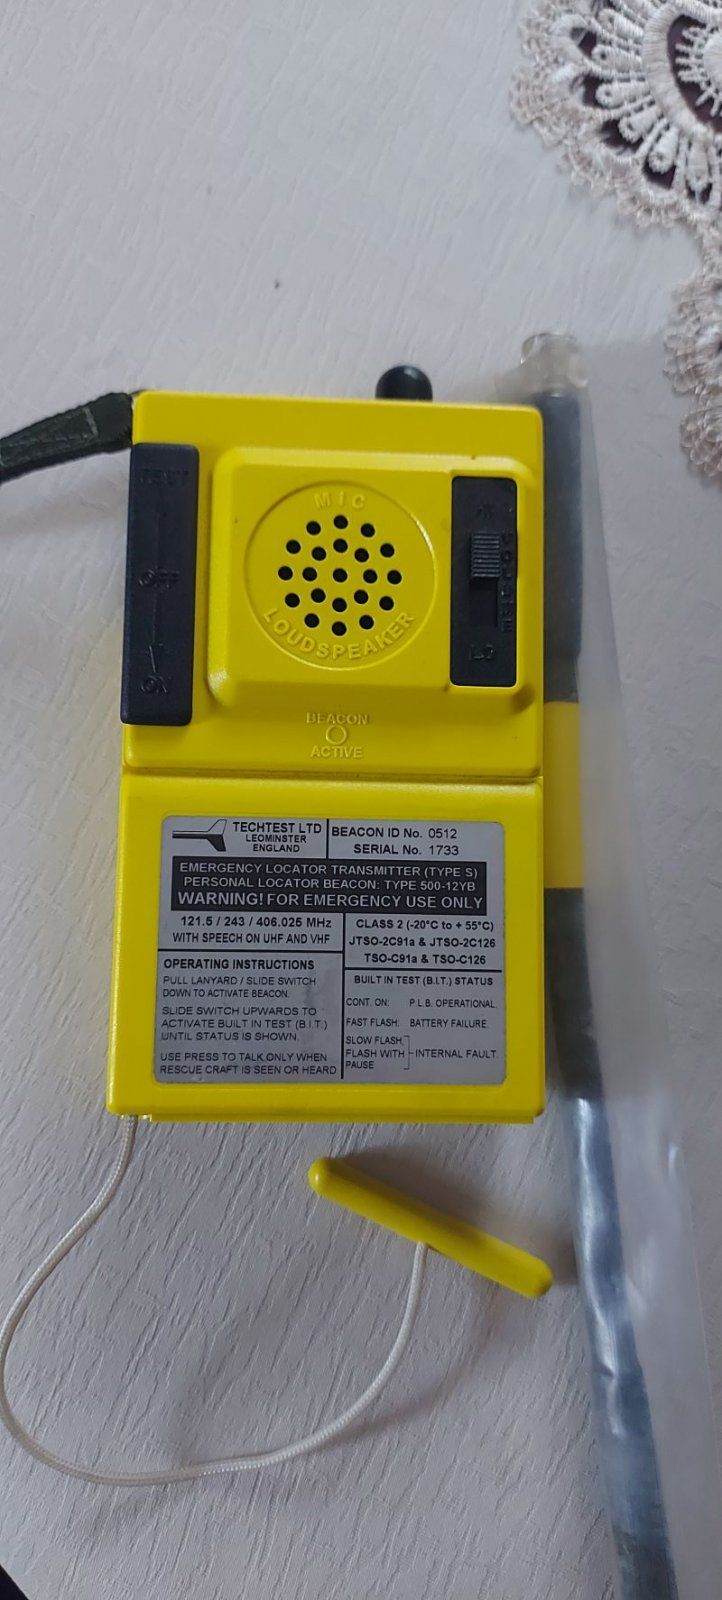 TEST
OFF
ON
MIC
LOUDSPEAKER
HI
VOLUME
LO
BEACON
ACTIVE
TECHTEST LTD
LEOMINSTER
ENGLAND
BEACON ID No. 0512
SERIAL No. 1733
EMERGENCY LOCATOR TRANSMITTER (TYPE S)
PERSONAL LOCATOR BEACON: TYPE 500-12YB
WARNING! FOR EMERGENCY USE ONLY
121.5 / 243 / 406.025 MHz
WITH SPEECH ON UHF AND VHF
CLASS 2 (-20°C to + 55°C)
JTSO-2C91a & JTSO-2C126
TSO-C91a & TSO-C126
OPERATING INSTRUCTIONS
PULL LANYARD / SLIDE SWITCH
DOWN TO ACTIVATE BEACON.
SLIDE SWITCH UPWARDS TO
ACTIVATE BUILT IN TEST (B.I.T.)
UNTIL STATUS IS SHOWN.
USE PRESS TO TALK ONLY WHEN
RESCUE CRAFT IS SEEN OR HEARD
BUILT IN TEST (B.I.T.) STATUS
CONT. ON: P.L.B. OPERATIONAL.
FAST FLASH: BATTERY FAILURE.
SLOW FLASH,
FLASH WITH INTERNAL FAULT.
PAUSE